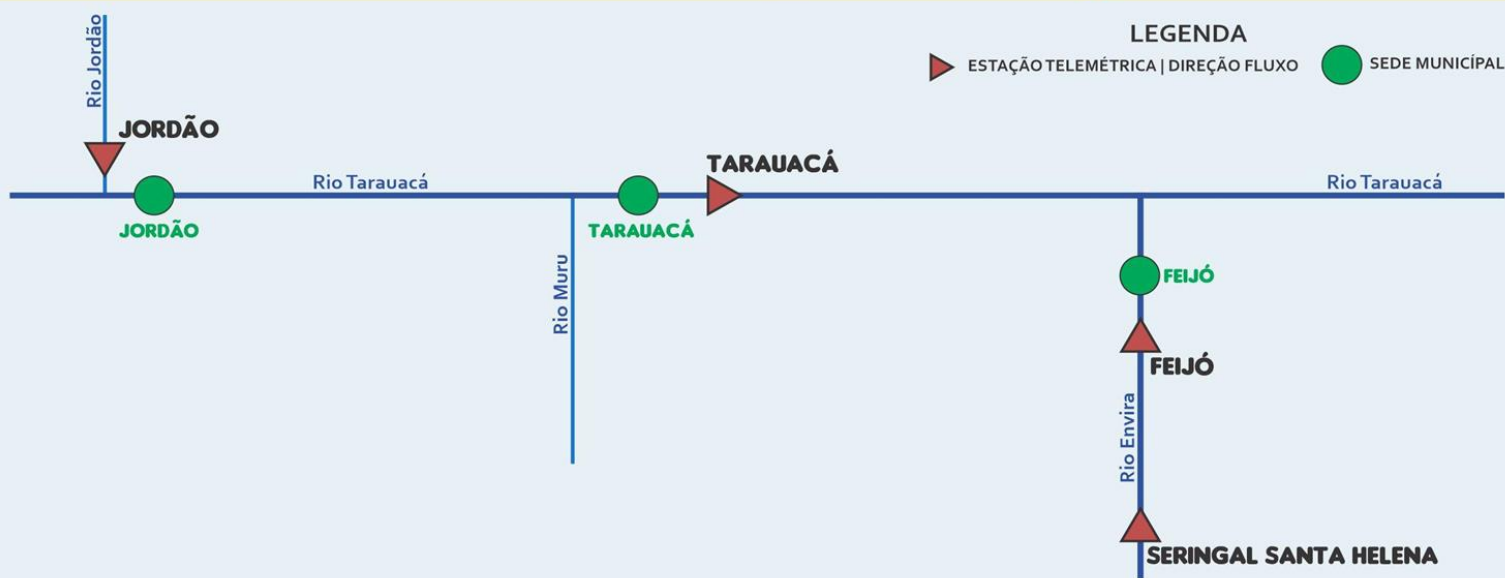 LEGENDA
ESTAÇÃO TELEMÉTRICA | DIREÇÃO FLUXO
SEDE MUNICÍPAL
Rio Jordão
JORDÃO
Rio Tarauacá
TARAUACÁ
Rio Tarauacá
JORDÃO
TARAUACÁ
Rio Muru
FEIJÓ
FEIJÓ
Rio Envira
SERINGAL SANTA HELENA